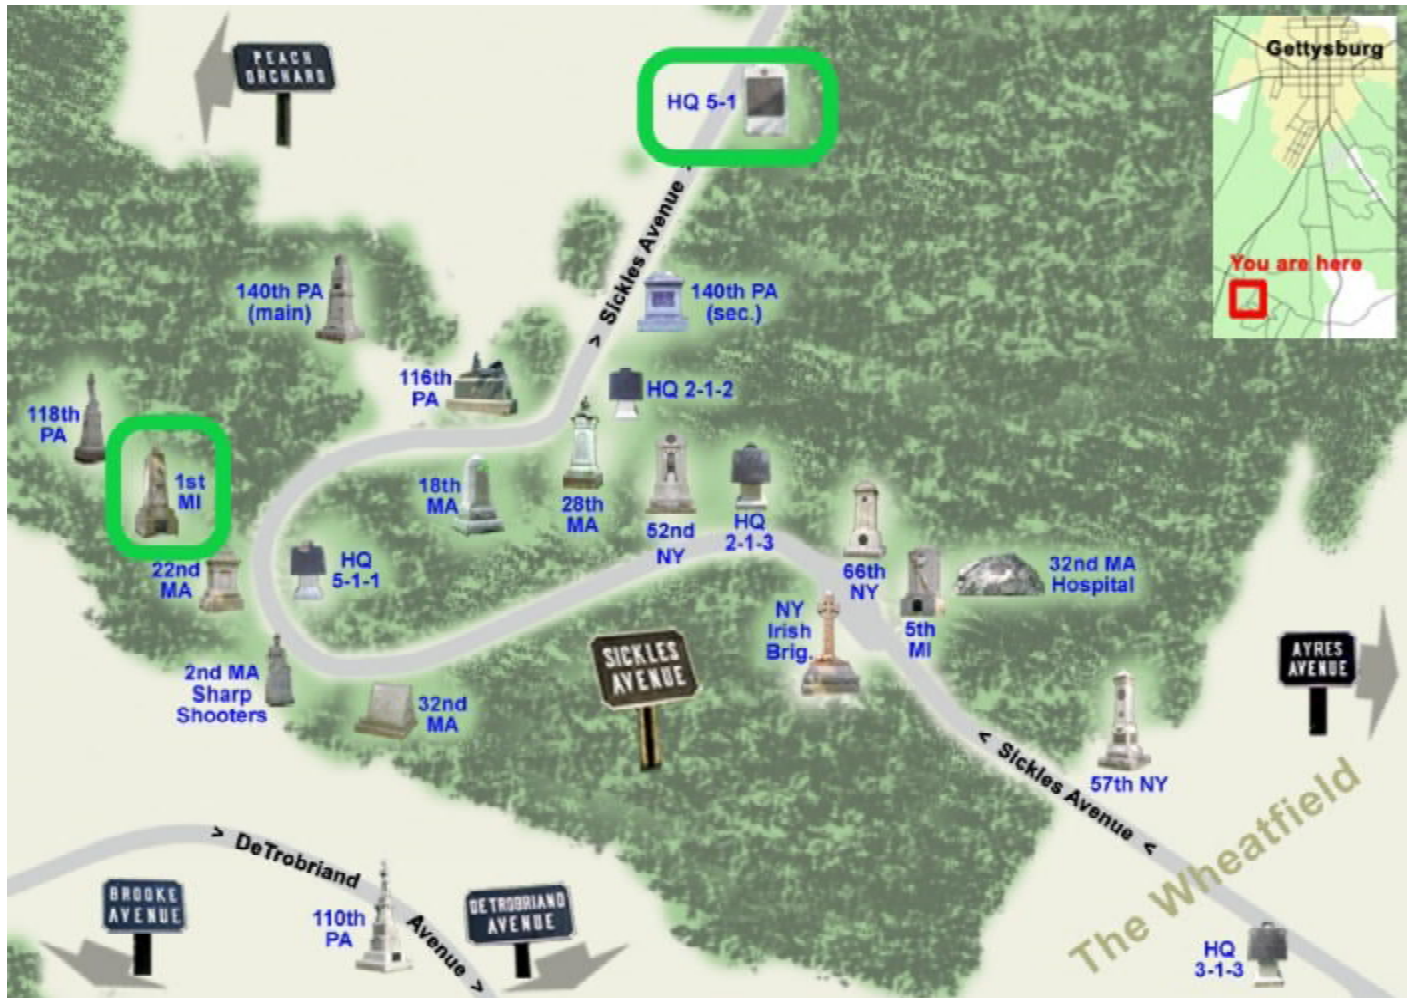 PEACH
ORCHARD
HQ 5-1
Gettysburg
You are here
> Sickles Avenue >
140th PA
(main)
140th PA
(sec.)
116th
PA
HQ 2-1-2
118th
PA
1st
MI
18th
MA
28th
MA
52nd
NY
HQ
2-1-3
22nd
MA
HQ
5-1-1
66th
NY
32nd MA
Hospital
NY
Irish
Brig.
5th
MI
SICKLES
AVENUE
AYRES
AVENUE
2nd MA
Sharp
Shooters
32nd
MA
< Sickles Avenue <
57th NY
The Wheatfield
> DeTrobriand
Avenue >
BROOKE
AVENUE
110th
PA
DETROBRIAND
AVENUE
HQ
3-1-3